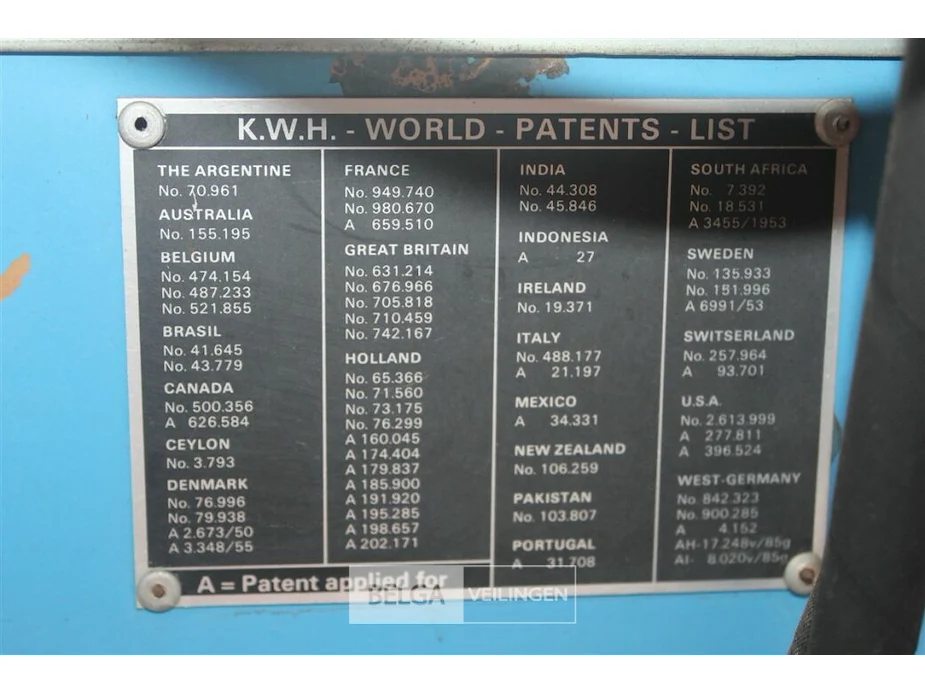 K.W.H. - WORLD - PATENTS - LIST
THE ARGENTINE
No. 70.961
AUSTRALIA
No. 155.195
BELGIUM
No. 474.154
No. 487.233
No. 521.855
BRASIL
No. 41.645
No. 43.779
CANADA
No. 500.356
A 626.584
CEYLON
No. 3.793
DENMARK
No. 76.996
No. 79.938
A 2.673/50
A 3.348/55
FRANCE
No. 949.740
No. 980.670
A 659.510
GREAT BRITAIN
No. 631.214
No. 676.966
No. 705.818
No. 710.459
No. 742.167
HOLLAND
No. 65.366
No. 71.560
No. 73.175
No. 76.299
A 160.045
A 174.404
A 179.837
A 185.900
A 191.920
A 195.285
A 198.657
A 202.171
INDIA
No. 44.308
No. 45.846
INDONESIA
A 27
IRELAND
No. 19.371
ITALY
No. 488.177
A 21.197
MEXICO
A 34.331
NEW ZEALAND
No. 106.259
PAKISTAN
No. 103.807
PORTUGAL
A 31.708
SOUTH AFRICA
No. 7.392
No. 18.531
A 3455/1953
SWEDEN
No. 135.933
No. 151.996
A 6991/53
SWITSERLAND
No. 257.964
A 93.701
U.S.A.
No. 2.613.999
A 277.811
A 396.524
WEST-GERMANY
No. 842.323
No. 900.285
A 4.152
AH-17.248v/85g
AI- 8.020v/85g
A = Patent applied for
BELGA VEILINGEN